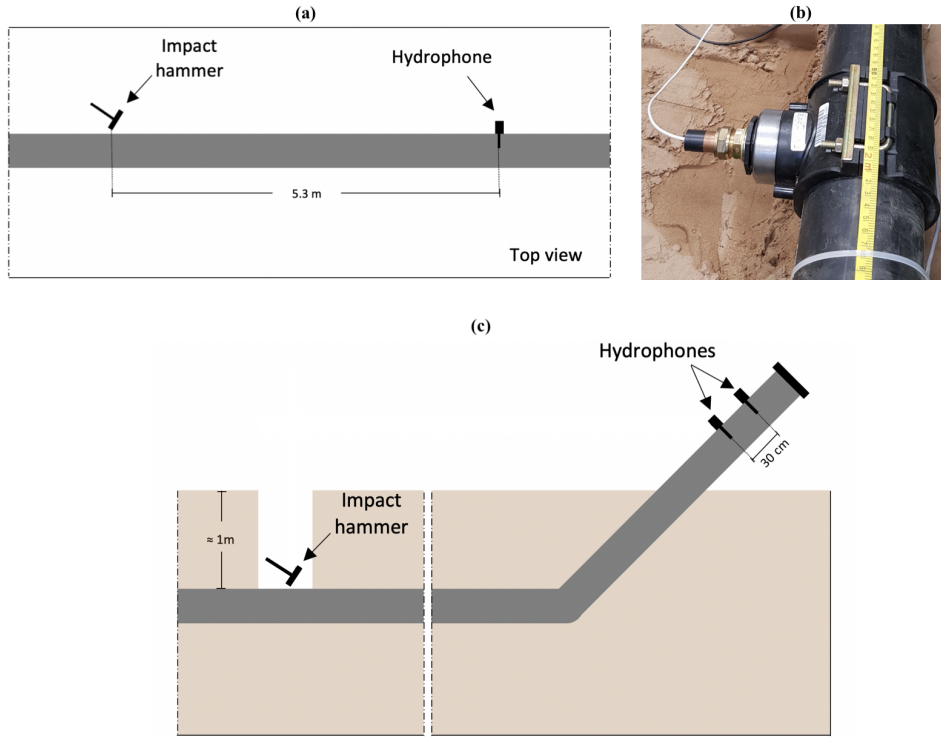 (a)
Impact
hammer
Hydrophone
5.3 m
Top view
(b)
(c)
Hydrophones
30 cm
≈ 1m
Impact
hammer